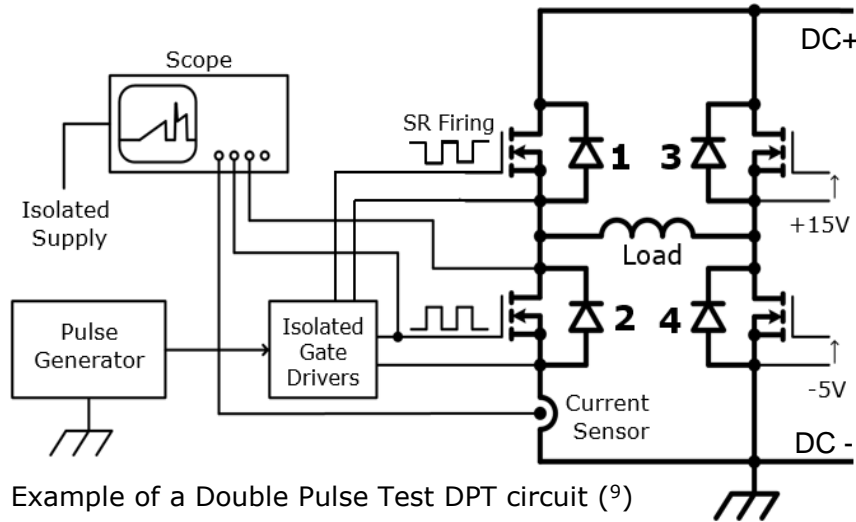 DC+
Scope
SR Firing
1
3
Isolated
Supply
+15V
Load
Pulse
Generator
Isolated
Gate
Drivers
2
4
-5V
Current
Sensor
DC -
Example of a Double Pulse Test DPT circuit (⁹)